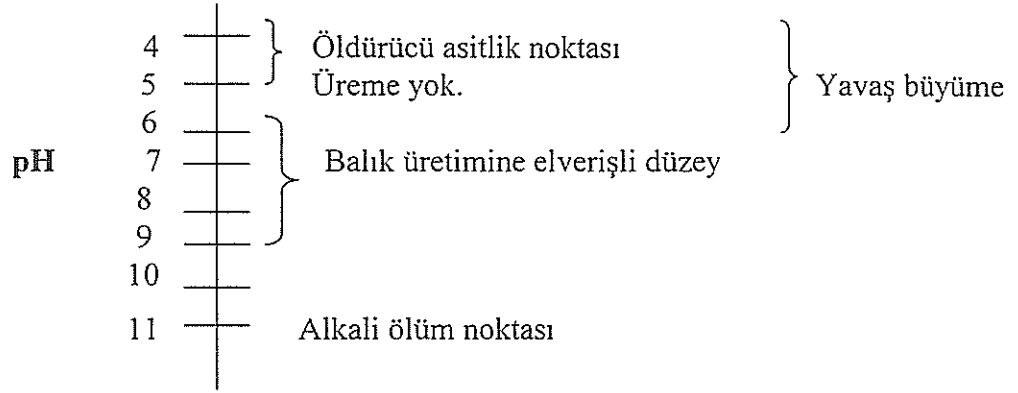 4 Öldürücü asitlik noktası
5 Üreme yok. Yavaş büyüme
6
pH 7 Balık üretimine elverişli düzey
8
9
10
11 Alkali ölüm noktası